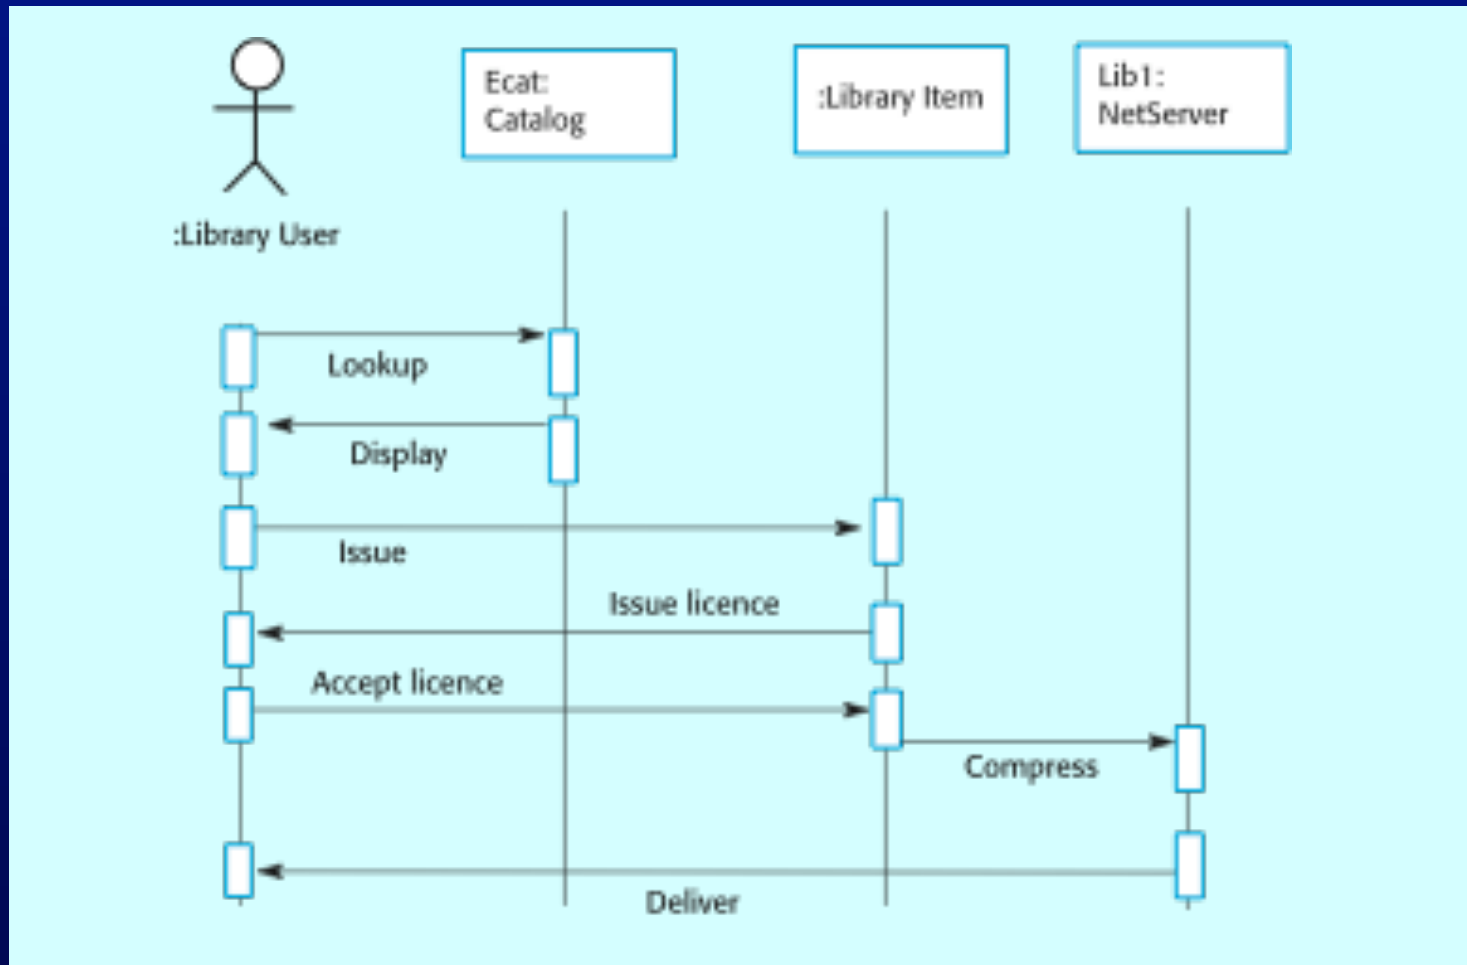 Ecat:
Catalog
:Library Item
Lib1:
NetServer
:Library User
Lookup
Display
Issue
Issue licence
Accept licence
Compress
Deliver